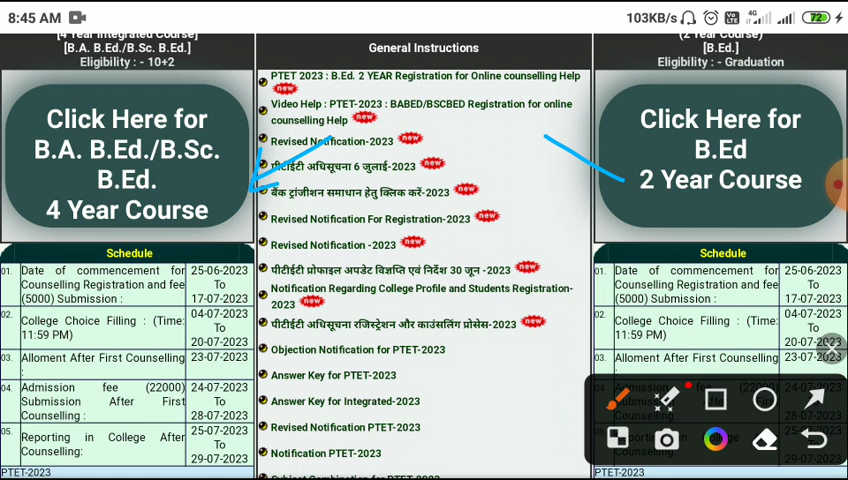 8:45 AM
103KB/s 4G Vo LTE 72
[4 Year Integrated Course]
[B.A. B.Ed./B.Sc. B.Ed.]
Eligibility : - 10+2
Click Here for
B.A. B.Ed./B.Sc.
B.Ed.
4 Year Course
Schedule
01. Date of commencement for Counselling Registration and fee (5000) Submission : 25-06-2023 To 17-07-2023
02. College Choice Filling : (Time: 11:59 PM) 04-07-2023 To 20-07-2023
03. Alloment After First Counselling : 23-07-2023
04. Admission fee (22000) Submission After First Counselling : 24-07-2023 To 28-07-2023
05. Reporting in College After Counselling: 25-07-2023 To 29-07-2023
PTET-2023
General Instructions
PTET 2023 : B.Ed. 2 YEAR Registration for Online counselling Help
new
Video Help : PTET-2023 : BABED/BSCBED Registration for online
counselling Help new
Revised Notification-2023 new
पीटीईटी अधिसूचना 6 जुलाई-2023 new
बैंक ट्रांजीशन समाधान हेतु क्लिक करें-2023 new
Revised Notification For Registration-2023 new
Revised Notification -2023 new
पीटीईटी प्रोफाइल अपडेट विज्ञप्ति एवं निर्देश 30 जून -2023 new
Notification Regarding College Profile and Students Registration-
2023 new
पीटीईटी अधिसूचना रजिस्ट्रेशन और काउंसलिंग प्रोसेस-2023 new
Objection Notification for PTET-2023
Answer Key for PTET-2023
Answer Key for Integrated-2023
Revised Notification PTET-2023
Notification PTET-2023
Subject Combination for PTET-2023
(2 Year Course)
[B.Ed.]
Eligibility : - Graduation
Click Here for
B.Ed
2 Year Course
Schedule
01. Date of commencement for Counselling Registration and fee (5000) Submission : 25-06-2023 To 17-07-2023
02. College Choice Filling : (Time: 11:59 PM) 04-07-2023 To 20-07-2023
03. Alloment After First Counselling : 23-07-2023
PTET-2023